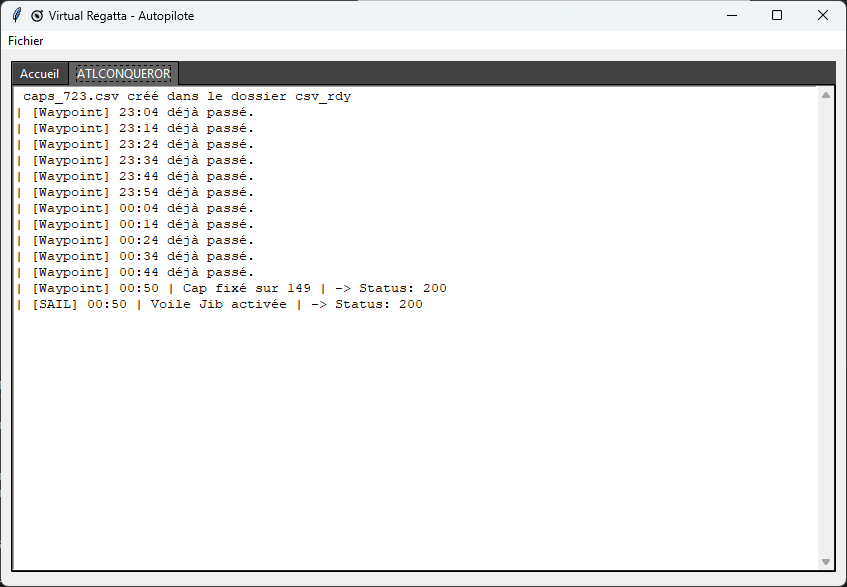 Virtual Regatta - Autopilote
Fichier
Accueil ATLCONQUEROR
caps_723.csv créé dans le dossier csv_rdy
| [Waypoint] 23:04 déjà passé.
| [Waypoint] 23:14 déjà passé.
| [Waypoint] 23:24 déjà passé.
| [Waypoint] 23:34 déjà passé.
| [Waypoint] 23:44 déjà passé.
| [Waypoint] 23:54 déjà passé.
| [Waypoint] 00:04 déjà passé.
| [Waypoint] 00:14 déjà passé.
| [Waypoint] 00:24 déjà passé.
| [Waypoint] 00:34 déjà passé.
| [Waypoint] 00:44 déjà passé.
| [Waypoint] 00:50 | Cap fixé sur 149 | -> Status: 200
| [SAIL] 00:50 | Voile Jib activée | -> Status: 200